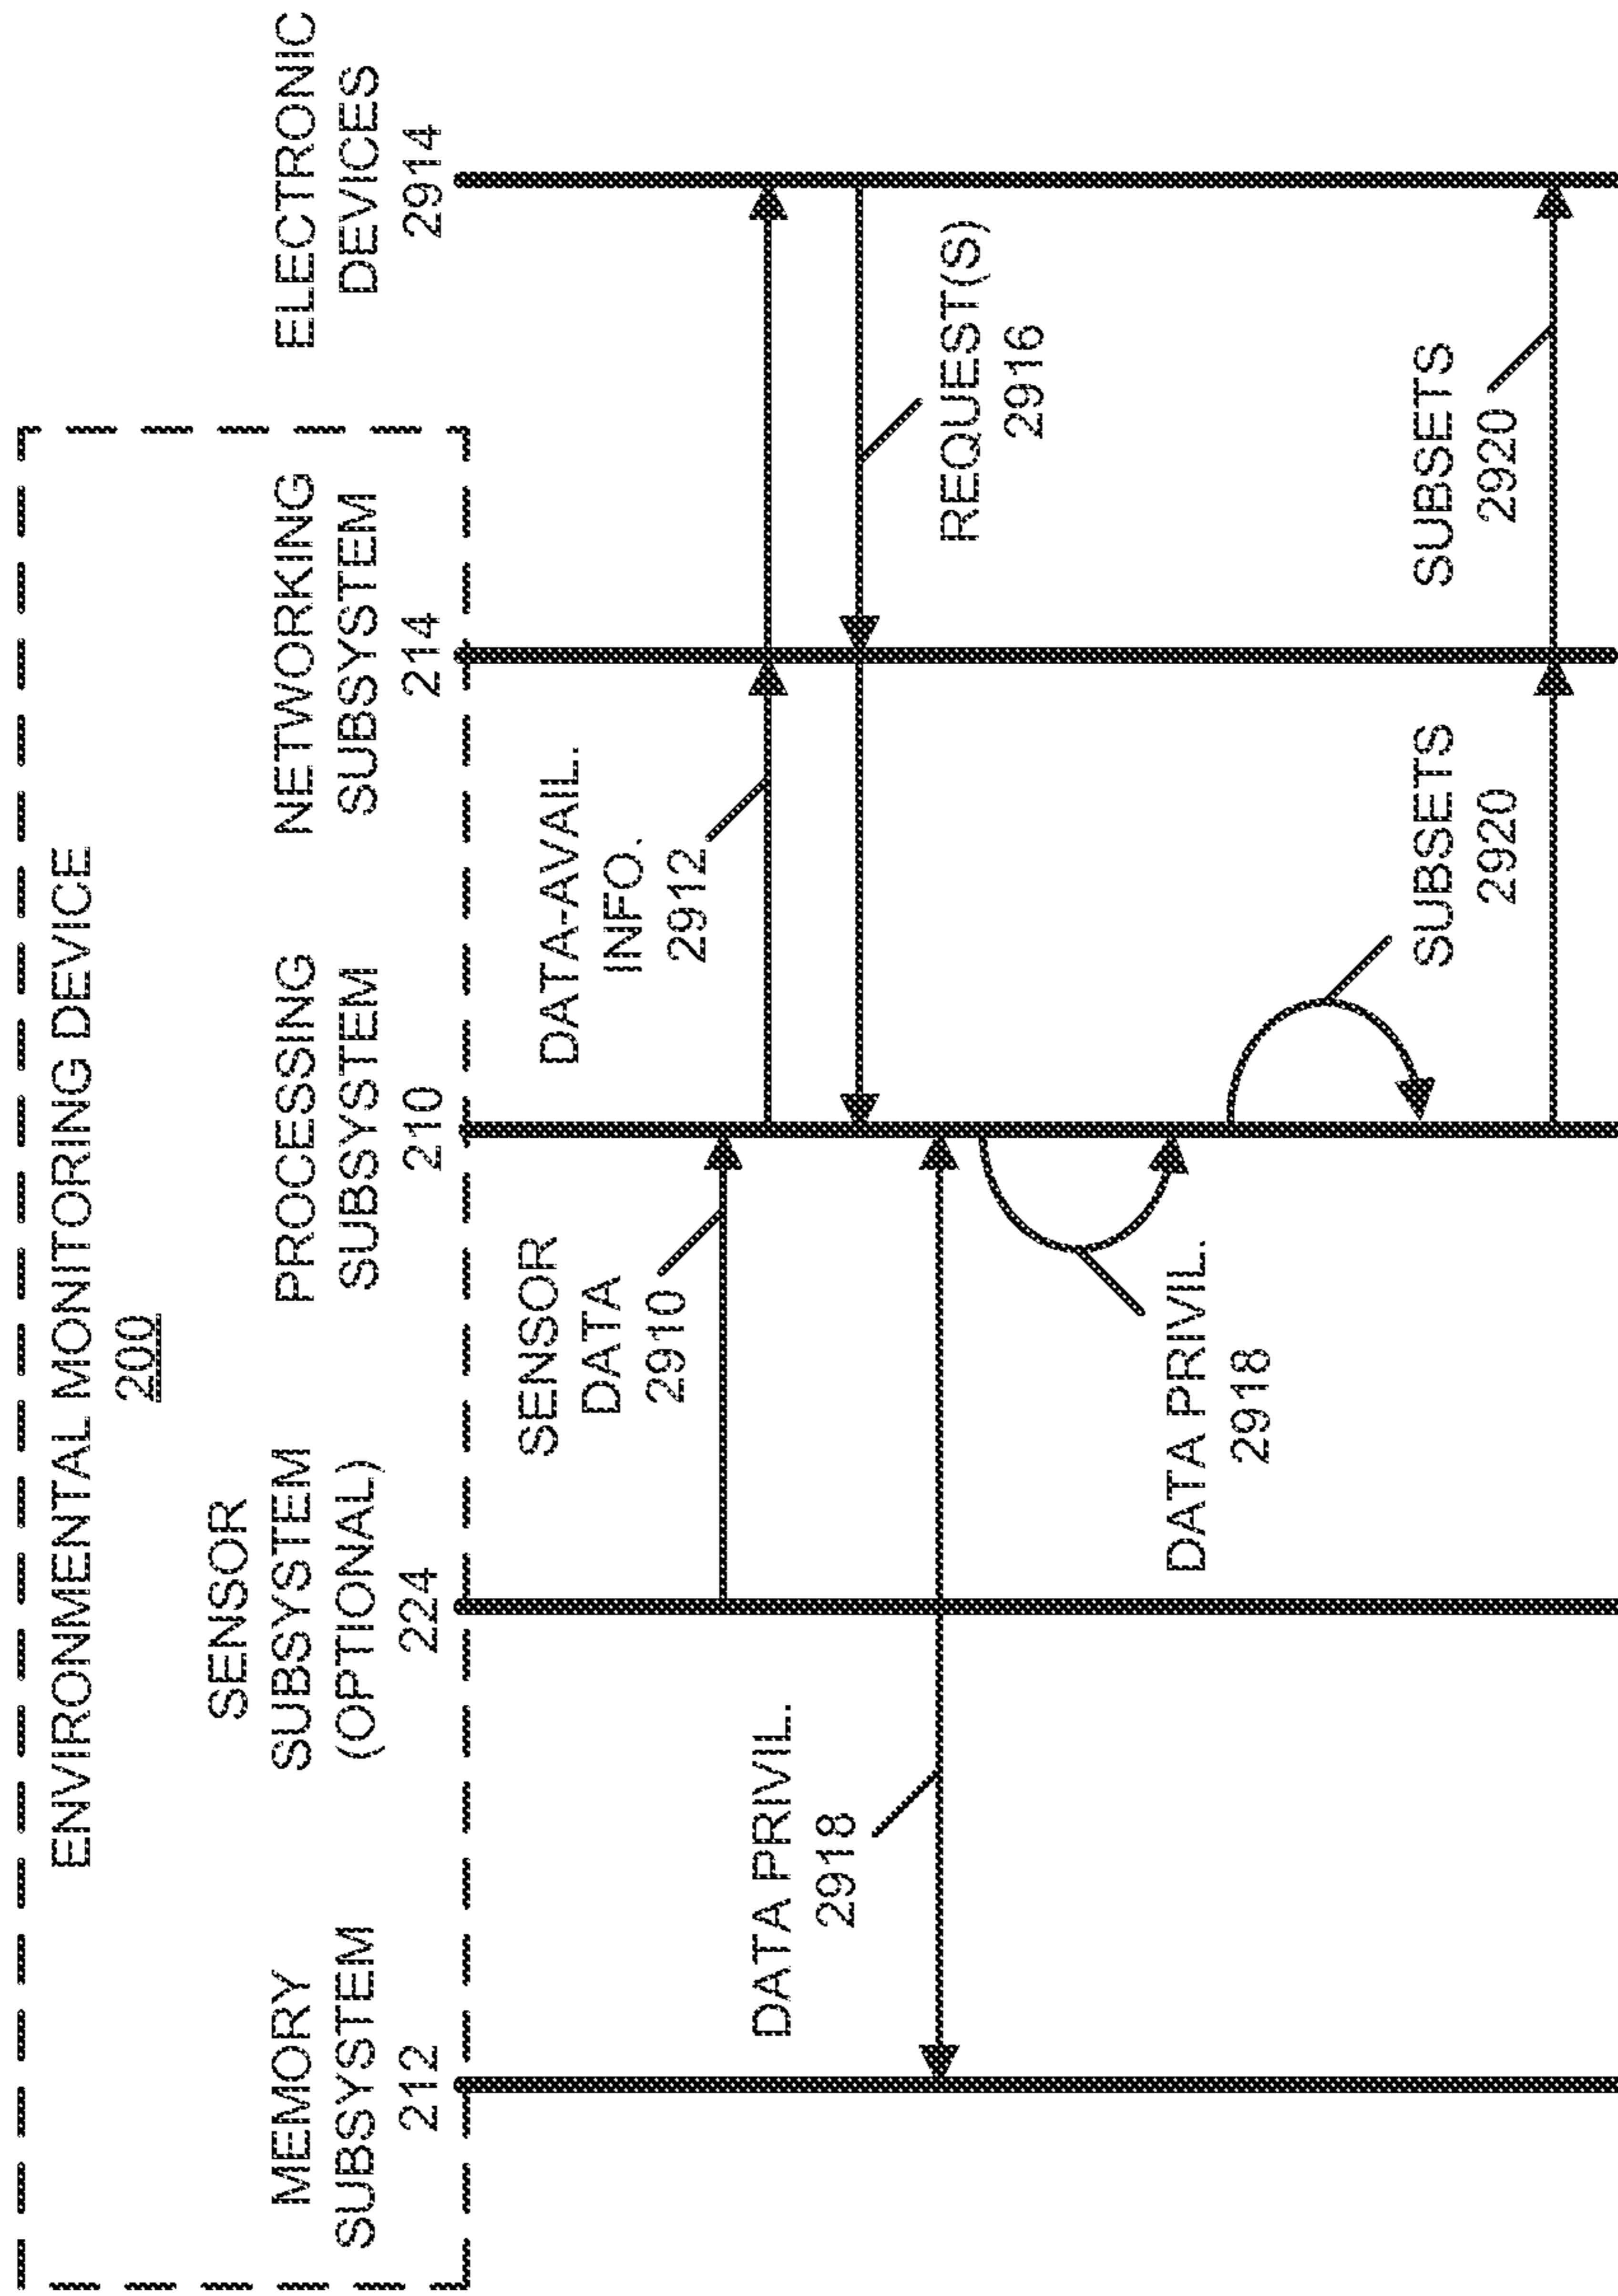 ENVIRONMENTAL MONITORING DEVICE
200
MEMORY
SUBSYSTEM
212
SENSOR
SUBSYSTEM
(OPTIONAL)
224
PROCESSING
SUBSYSTEM
210
NETWORKING
SUBSYSTEM
214
ELECTRONIC
DEVICES
2914
SENSOR
DATA
2910
DATA-AVAIL.
INFO.
2912
REQUEST(S)
2916
DATA PRIVIL.
2918
DATA PRIVIL.
2918
SUBSETS
2920
SUBSETS
2920